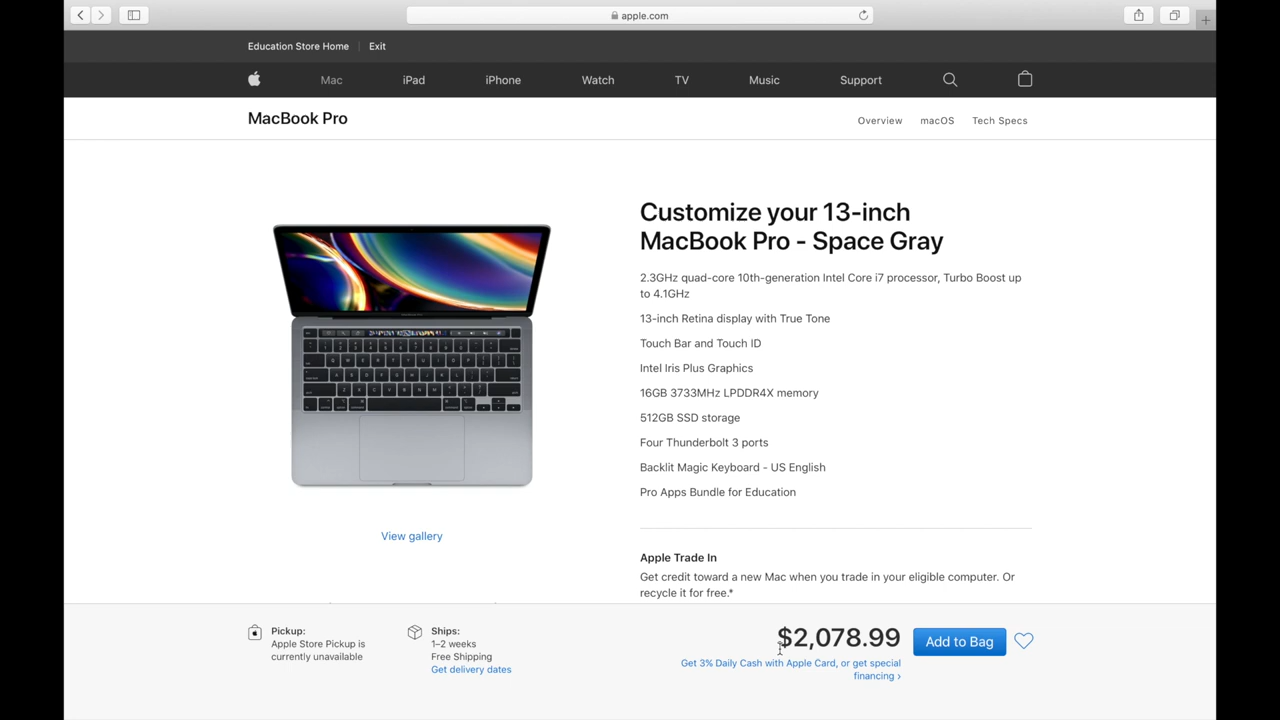 apple.com
Education Store Home | Exit
Mac iPad iPhone Watch TV Music Support
MacBook Pro
Overview macOS Tech Specs
Customize your 13-inch
MacBook Pro - Space Gray
2.3GHz quad-core 10th-generation Intel Core i7 processor, Turbo Boost up
to 4.1GHz
13-inch Retina display with True Tone
Touch Bar and Touch ID
Intel Iris Plus Graphics
16GB 3733MHz LPDDR4X memory
512GB SSD storage
Four Thunderbolt 3 ports
Backlit Magic Keyboard - US English
Pro Apps Bundle for Education
View gallery
Apple Trade In
Get credit toward a new Mac when you trade in your eligible computer. Or
recycle it for free.*
Pickup:
Apple Store Pickup is
currently unavailable
Ships:
1–2 weeks
Free Shipping
Get delivery dates
$2,078.99
Get 3% Daily Cash with Apple Card, or get special
financing ›
Add to Bag